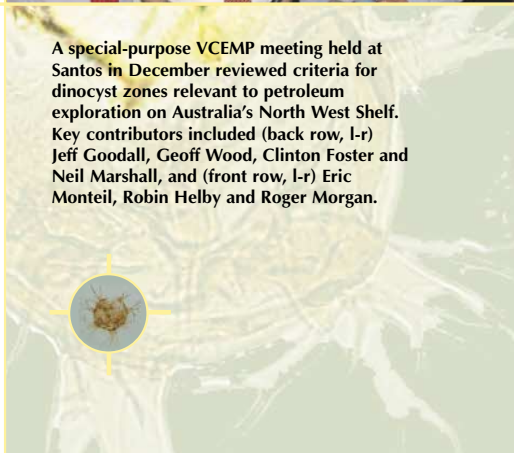 A special-purpose VCEMP meeting held at
Santos in December reviewed criteria for
dinocyst zones relevant to petroleum
exploration on Australia's North West Shelf.
Key contributors included (back row, l-r)
Jeff Goodall, Geoff Wood, Clinton Foster and
Neil Marshall, and (front row, l-r) Eric
Monteil, Robin Helby and Roger Morgan.